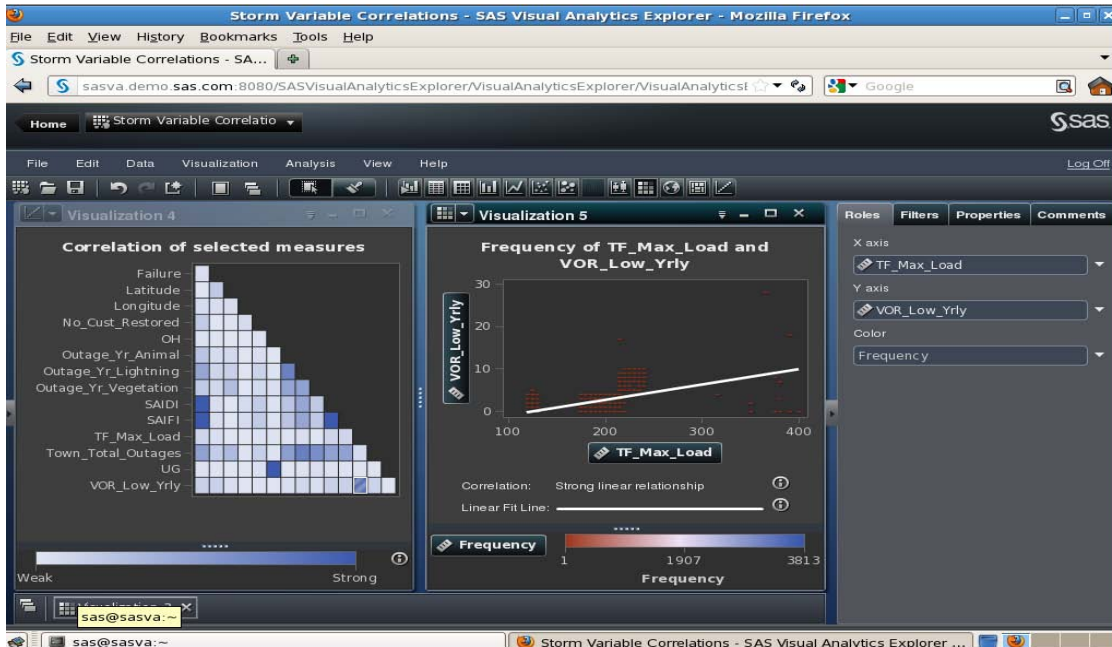 Storm Variable Correlations - SAS Visual Analytics Explorer - Mozilla Firefox
File Edit View History Bookmarks Tools Help
Storm Variable Correlations - SA...
sasva.demo.sas.com:8080/SASVisualAnalyticsExplorer/VisualAnalyticsExplorer/VisualAnalyticsE
Google
Home
Storm Variable Correlatio
sas
File Edit Data Visualization Analysis View Help
Log Off
Visualization 4
Correlation of selected measures
Failure
Latitude
Longitude
No_Cust_Restored
OH
Outage_Yr_Animal
Outage_Yr_Lightning
Outage_Yr_Vegetation
SAIDI
SAIFI
TF_Max_Load
Town_Total_Outages
UG
VOR_Low_Yrly
Weak
Strong
Visualization 5
Frequency of TF_Max_Load and
VOR_Low_Yrly
VOR_Low_Yrly
30
20
10
0
100 200 300 400
TF_Max_Load
Correlation: Strong linear relationship
Linear Fit Line:
Frequency
1 1907 3813
Frequency
Roles Filters Properties Comments
X axis
TF_Max_Load
Y axis
VOR_Low_Yrly
Color
Frequency
sas@sasva:~
sas@sasva:~
Storm Variable Correlations - SAS Visual Analytics Explorer ...